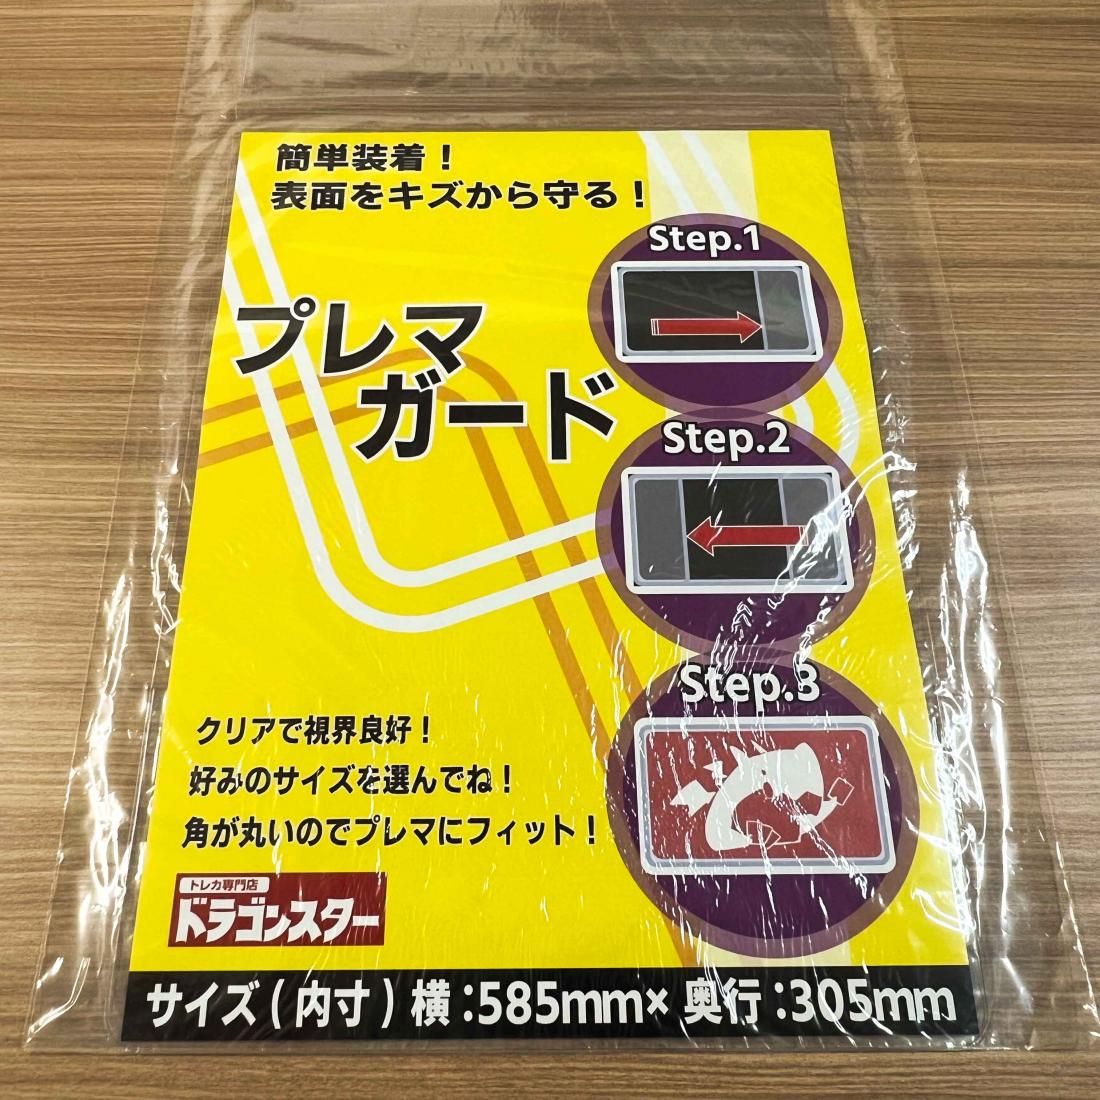 簡単装着！
表面をキズから守る！
プレマ
ガード
Step.1
Step.2
Step.3
クリアで視界良好！
好みのサイズを選んでね！
角が丸いのでプレマにフィット！
トレカ専門店
ドラゴンスター
サイズ(内寸)横:585mm×奥行:305mm